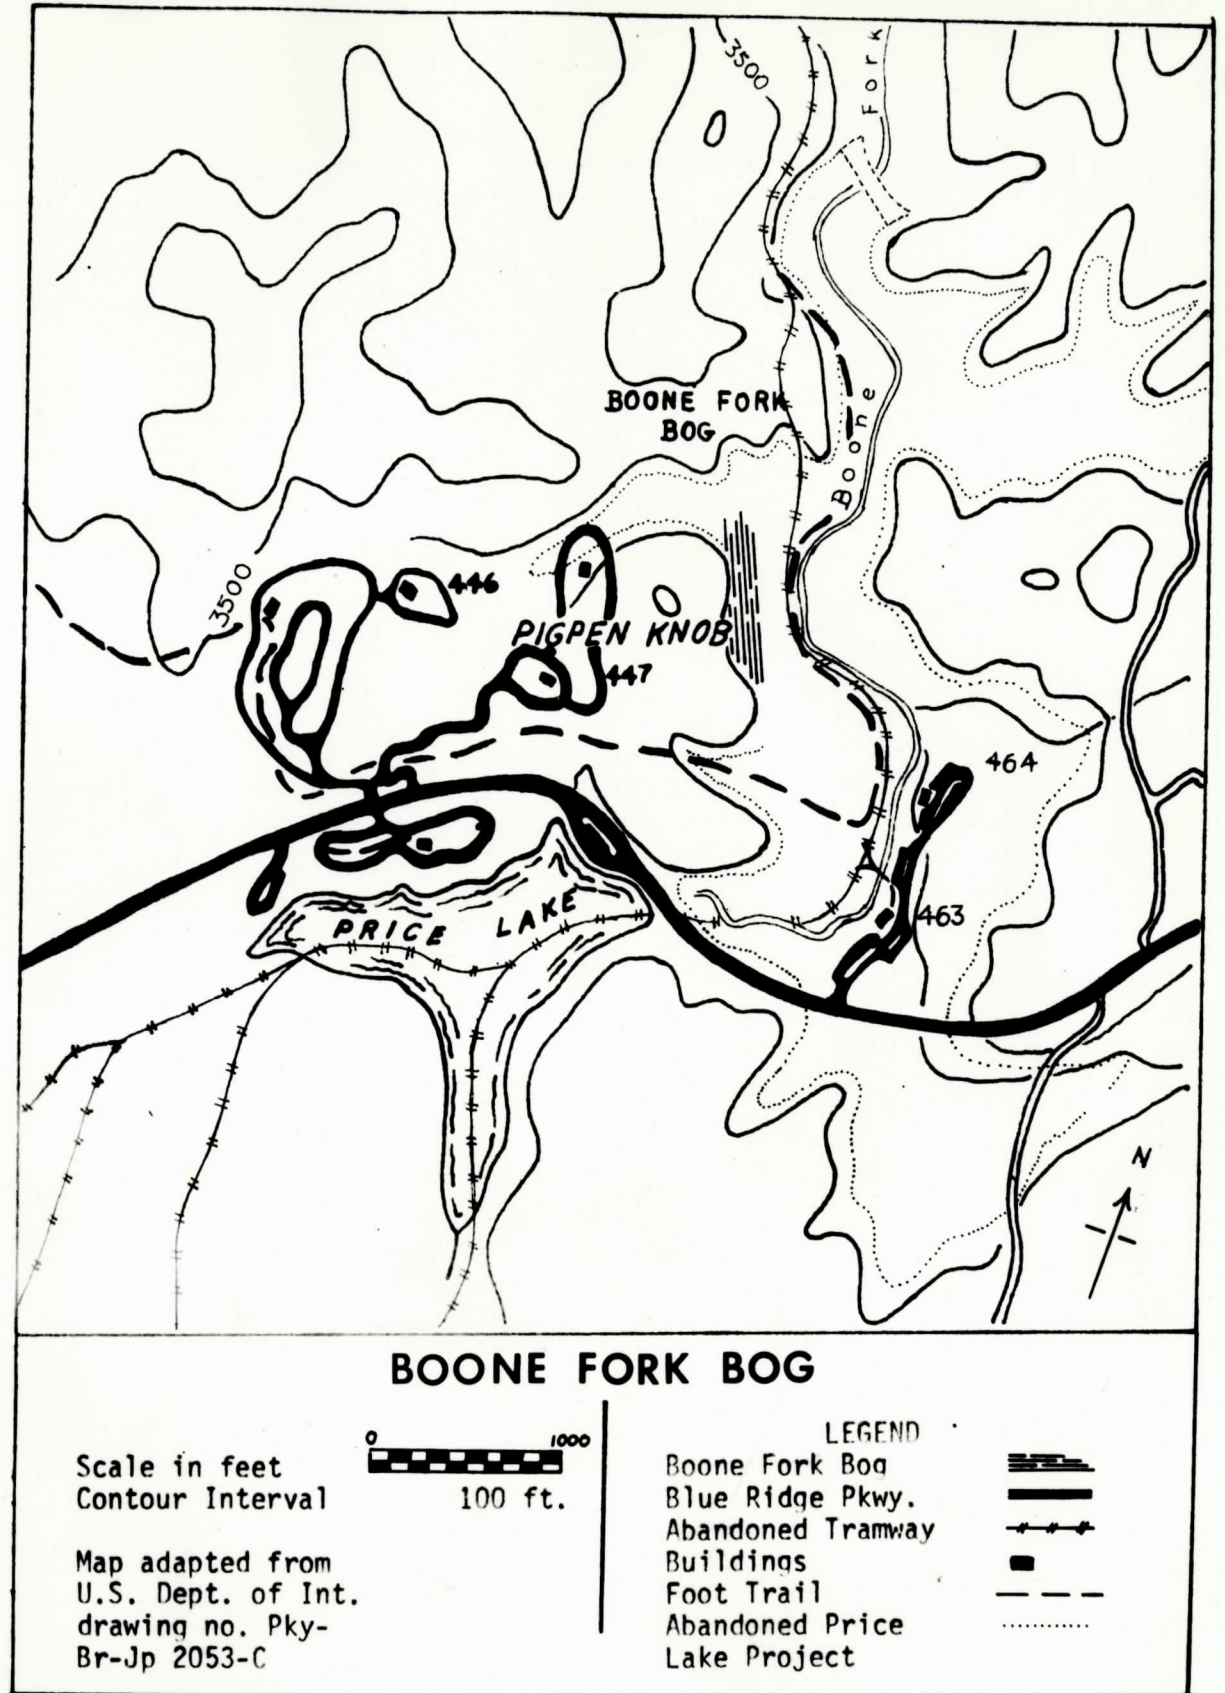 3500
Fork
BOONE FORK
BOG
Boone
3500
446
PIGPEN KNOB
447
464
463
PRICE LAKE
N
BOONE FORK BOG
0 1000
Scale in feet
Contour Interval 100 ft.
Map adapted from
U.S. Dept. of Int.
drawing no. Pky-
Br-Jp 2053-C
LEGEND
Boone Fork Bog
Blue Ridge Pkwy.
Abandoned Tramway
Buildings
Foot Trail
Abandoned Price
Lake Project